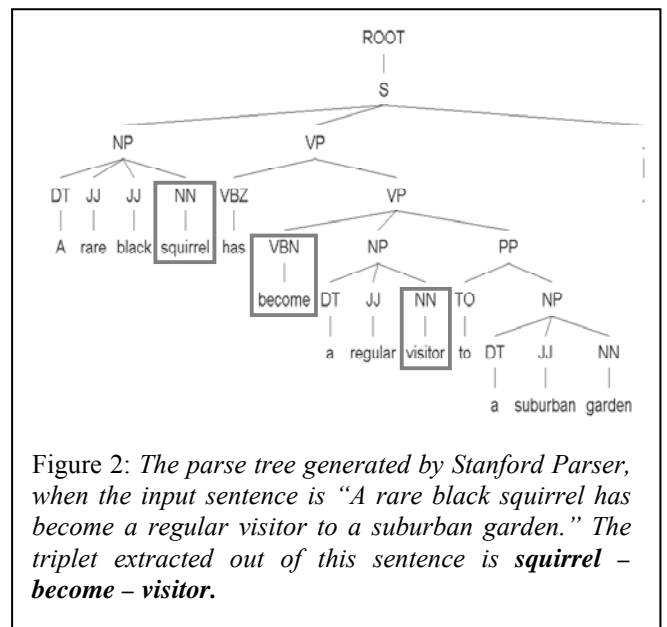 ROOT
S
NP VP .
DT JJ JJ NN VBZ VP .
A rare black squirrel has VBN NP PP
become DT JJ NN TO NP
a regular visitor to DT JJ NN
a suburban garden
Figure 2: The parse tree generated by Stanford Parser,
when the input sentence is “A rare black squirrel has
become a regular visitor to a suburban garden.” The
triplet extracted out of this sentence is squirrel –
become – visitor.